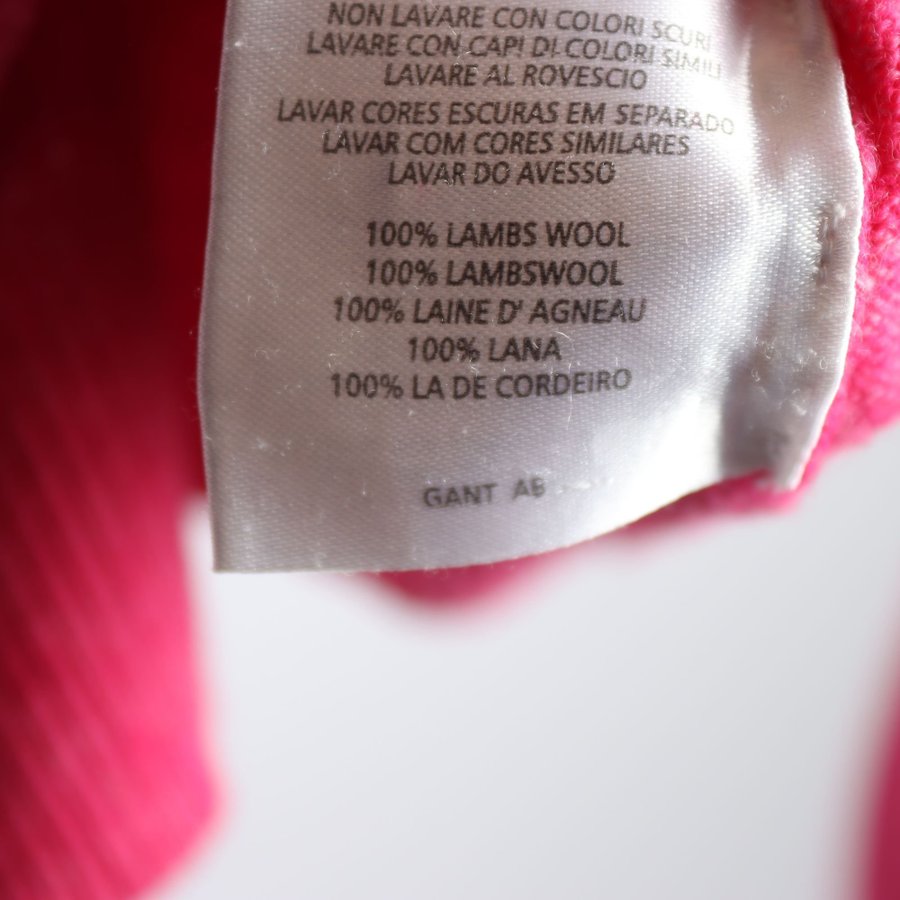 NON LAVARE CON COLORI SCURI
LAVARE CON CAPI DI COLORI SIMILI
LAVARE AL ROVESCIO
LAVAR CORES ESCURAS EM SEPARADO
LAVAR COM CORES SIMILARES
LAVAR DO AVESSO
100% LAMBS WOOL
100% LAMBSWOOL
100% LAINE D' AGNEAU
100% LANA
100% LA DE CORDEIRO
GANT AB